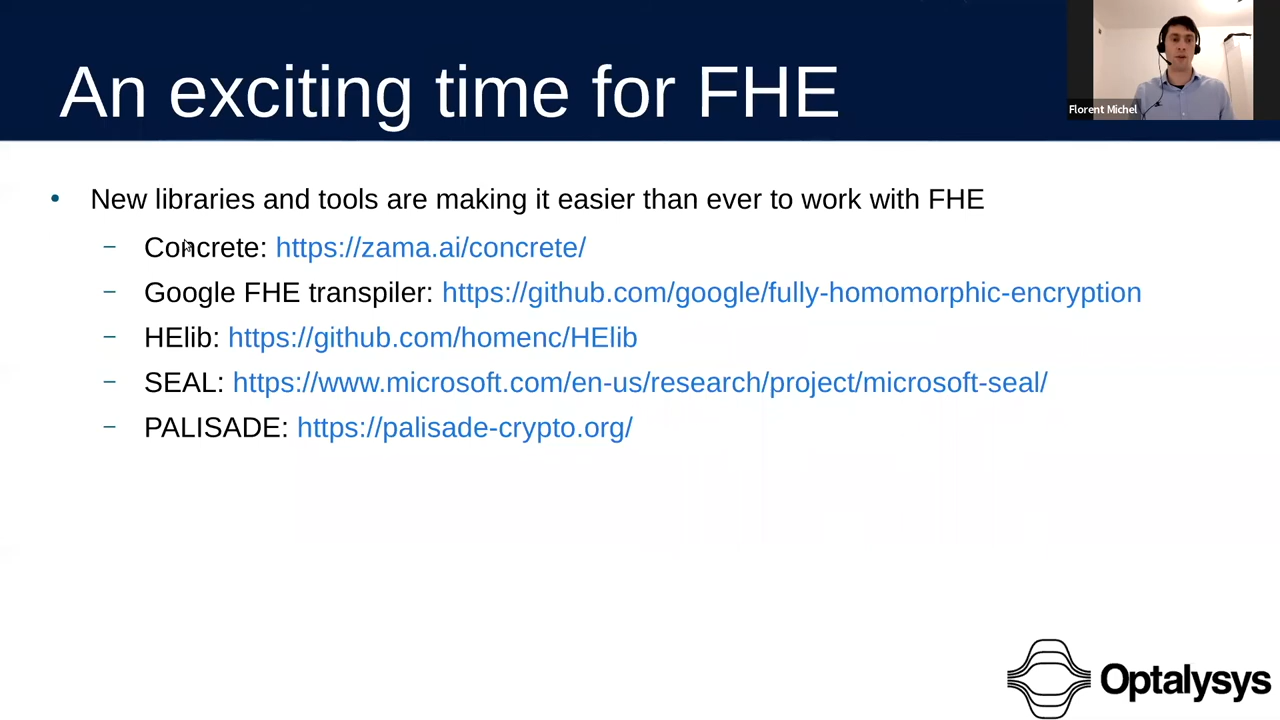 An exciting time for FHE
Florent Michel
• New libraries and tools are making it easier than ever to work with FHE
– Concrete: https://zama.ai/concrete/
– Google FHE transpiler: https://github.com/google/fully-homomorphic-encryption
– HElib: https://github.com/homenc/HElib
– SEAL: https://www.microsoft.com/en-us/research/project/microsoft-seal/
– PALISADE: https://palisade-crypto.org/
Optalysys